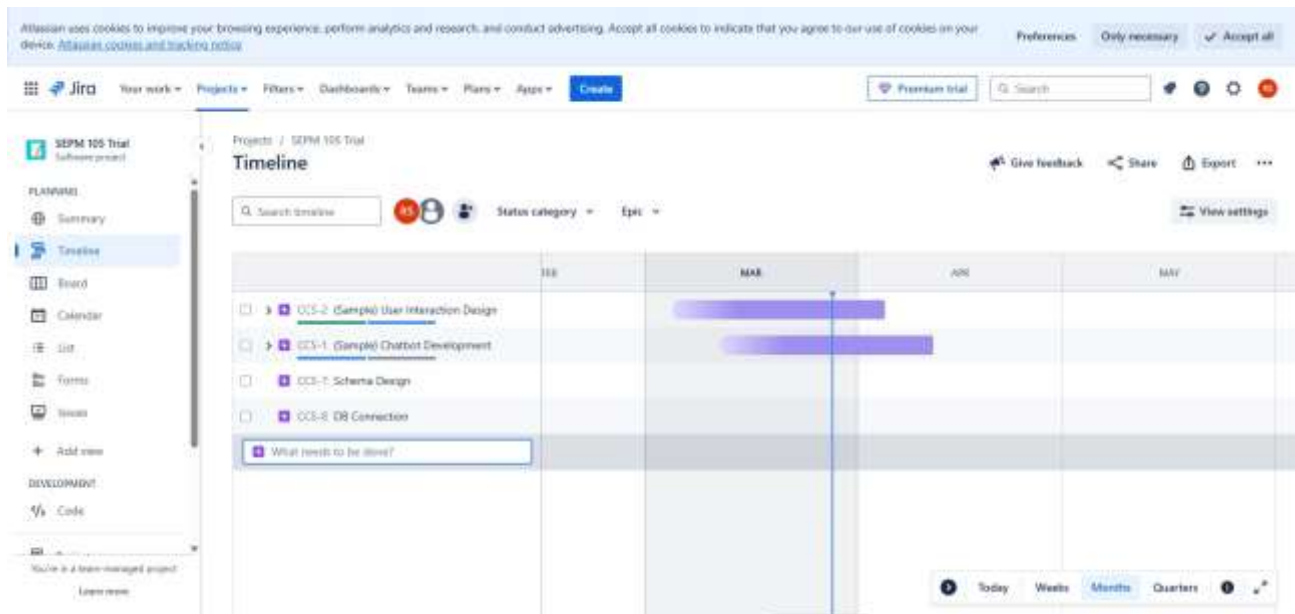 Atlassian uses cookies to improve your browsing experience, perform analytics and research, and conduct advertising. Accept all cookies to indicate that you agree to our use of cookies on your
device. Atlassian cookies and tracking notice
Preferences
Only necessary
Accept all
Jira
Your work
Projects
Filters
Dashboards
Teams
Plans
Apps
Create
Premium trial
Search
RS
SEPM 105 Trial
Software project
PLANNING
Summary
Timeline
Board
Calendar
List
Forms
Issues
Add view
DEVELOPMENT
Code
You're in a team-managed project
Learn more
Projects / SEPM 105 Trial
Timeline
Give feedback
Share
Export
Search timeline
RS
Status category
Epic
View settings
FEB
MAR
APR
MAY
CCS-2 (Sample) User Interaction Design
CCS-1 (Sample) Chatbot Development
CCS-7 Schema Design
CCS-8 DB Connection
What needs to be done?
Today
Weeks
Months
Quarters